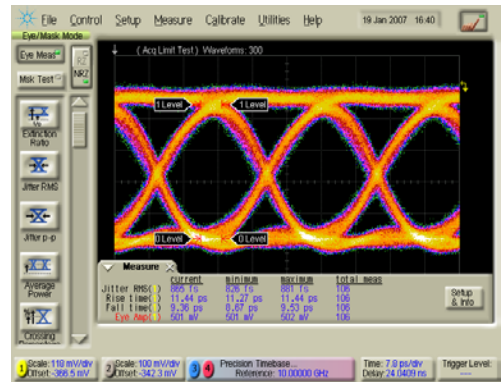 File Control Setup Measure Calibrate Utilities Help 19 Jan 2007 16:40
Eye/Mask
Mode
Eye Meas
RZ
NRZ
Msk Test
( Acq Limit Test ) Waveforms: 300
1 Level 1 Level
Extinction
Ratio
Jitter RMS
Jitter p-p
Average
Power
Crossing
0 Level 0 Level
Measure
current minimum maximum total meas
Jitter RMS( ) 865 fs 826 fs 881 fs 106
Rise time( ) 11.44 ps 11.27 ps 11.44 ps 106
Fall time( ) 9.36 ps 8.67 ps 9.53 ps 106
Eye Amp( ) 501 mV 501 mV 502 mV 106
Setup
& Info
1 Scale: 118 mV/div
Offset: -366.5 mV
2 Scale: 100 mV/div
Offset: -342.3 mV
3 4 Precision Timebase...
Reference: 10.00000 GHz
Time: 7.8 ps/div
Delay: 24.0409 ns
Trigger Level: